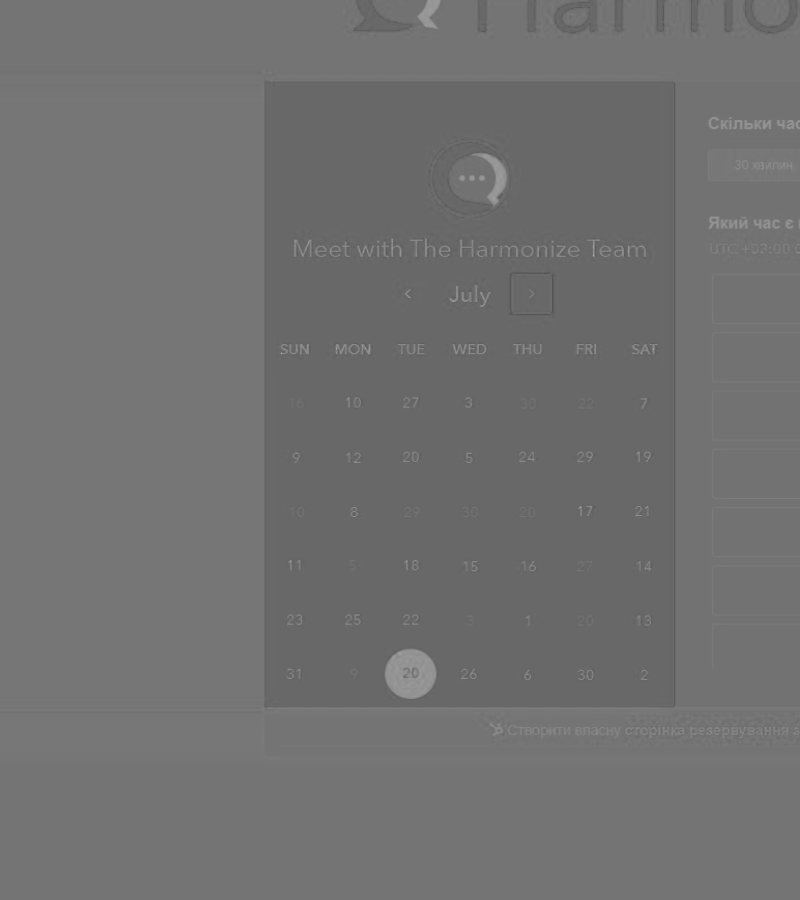 Harmo
Meet with The Harmonize Team
July
SUN MON TUE WED THU FRI SAT
16 10 27 3 30 22 7
9 12 20 5 24 29 19
10 8 29 30 20 17 21
11 5 18 15 16 27 14
23 25 22 3 1 20 13
31 9 20 26 6 30 2
Скільки час
30 хвилин
Який час є
UTC +03:00
Створити власну сторінка резервування з